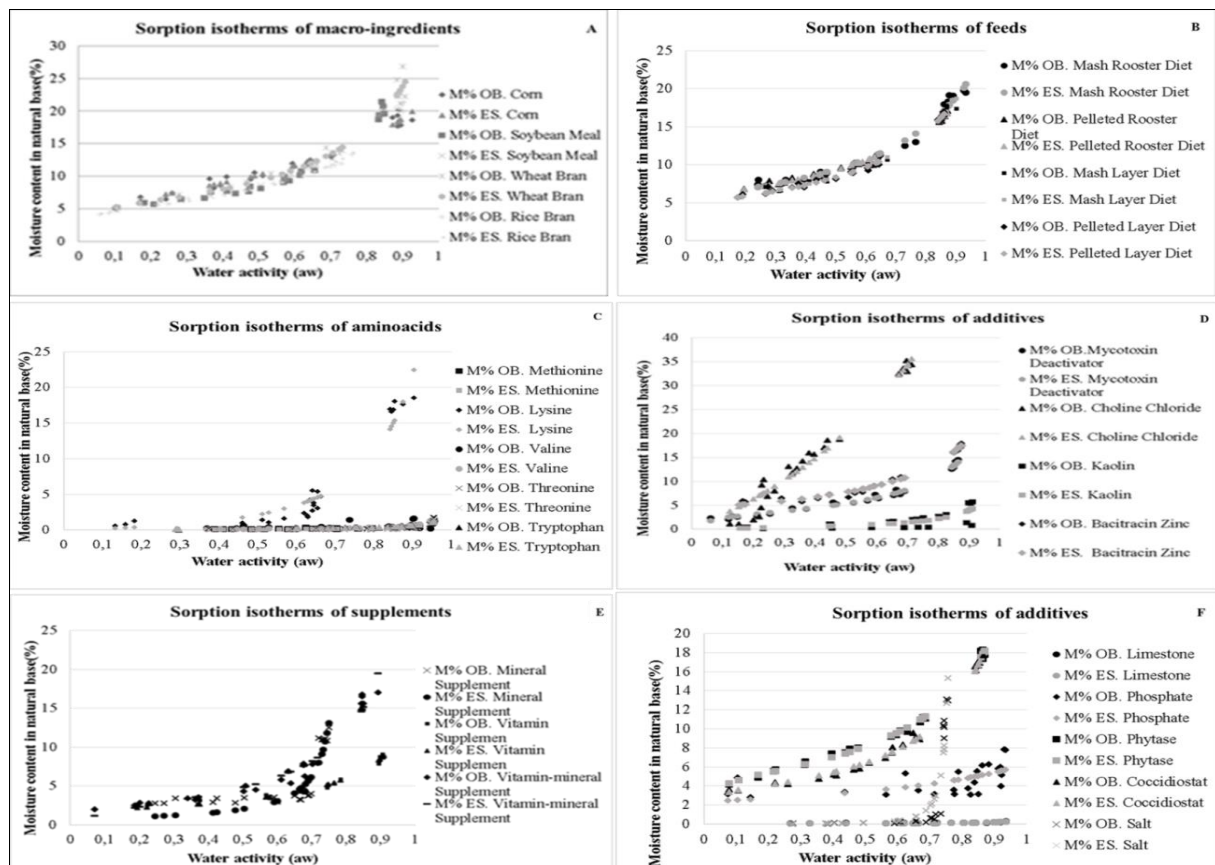 Sorption isotherms of macro-ingredients
A
Moisture content in natural base(%)
30
25
20
15
10
5
0
0 0,1 0,2 0,3 0,4 0,5 0,6 0,7 0,8 0,9 1
Water activity (aw)
M% OB. Corn
M% ES. Corn
M% OB. Soybean Meal
M% ES. Soybean Meal
M% OB. Wheat Bran
M% ES. Wheat Bran
M% OB. Rice Bran
M% ES. Rice Bran
Sorption isotherms of feeds
B
Moisture content in natural base(%)
25
20
15
10
5
0
0 0,1 0,2 0,3 0,4 0,5 0,6 0,7 0,8 0,9 1
Water activity (aw)
M% OB. Mash Rooster Diet
M% ES. Mash Rooster Diet
M% OB. Pelleted Rooster
Diet
M% ES. Pelleted Rooster Diet
M% OB. Mash Layer Diet
M% ES. Mash Layer Diet
M% OB. Pelleted Layer Diet
M% ES. Pelleted Layer Diet
Sorption isotherms of aminoacids
C
Moisture content in natural base(%)
25
20
15
10
5
0
0 0,1 0,2 0,3 0,4 0,5 0,6 0,7 0,8 0,9 1
Water activity (aw)
M% OB. Methionine
M% ES. Methionine
M% OB. Lysine
M% ES. Lysine
M% OB. Valine
M% ES. Valine
M% OB. Threonine
M% ES. Threonine
M% OB. Tryptophan
M% ES. Tryptophan
Sorption isotherms of additives
D
Moisture content in natural base(%)
40
35
30
25
20
15
10
5
0
0 0,1 0,2 0,3 0,4 0,5 0,6 0,7 0,8 0,9 1
Water activity (aw)
M% OB.Mycotoxin
Deactivator
M% ES. Mycotoxin
Deactivator
M% OB. Choline Chloride
M% ES. Choline Chloride
M% OB. Kaolin
M% ES. Kaolin
M% OB. Bacitracin Zinc
M% ES. Bacitracin Zinc
Sorption isotherms of supplements
E
Moisture content in natural base(%)
20
15
10
5
0
0 0,1 0,2 0,3 0,4 0,5 0,6 0,7 0,8 0,9 1
Water activity (aw)
M% OB. Mineral
Supplement
M% ES. Mineral
Supplement
M% OB. Vitamin
Supplemen
M% ES. Vitamin
Supplemen
M% OB. Vitamin-mineral
Supplement
M% ES. Vitamin-mineral
Supplement
Sorption isotherms of additives
F
Moisture content in natural base(%)
20
18
16
14
12
10
8
6
4
2
0
0 0,1 0,2 0,3 0,4 0,5 0,6 0,7 0,8 0,9 1
Water activity (aw)
M% OB. Limestone
M% ES. Limestone
M% OB. Phosphate
M% ES. Phosphate
M% OB. Phytase
M% ES. Phytase
M% OB. Coccidiostat
M% ES. Coccidiostat
M% OB. Salt
M% ES. Salt